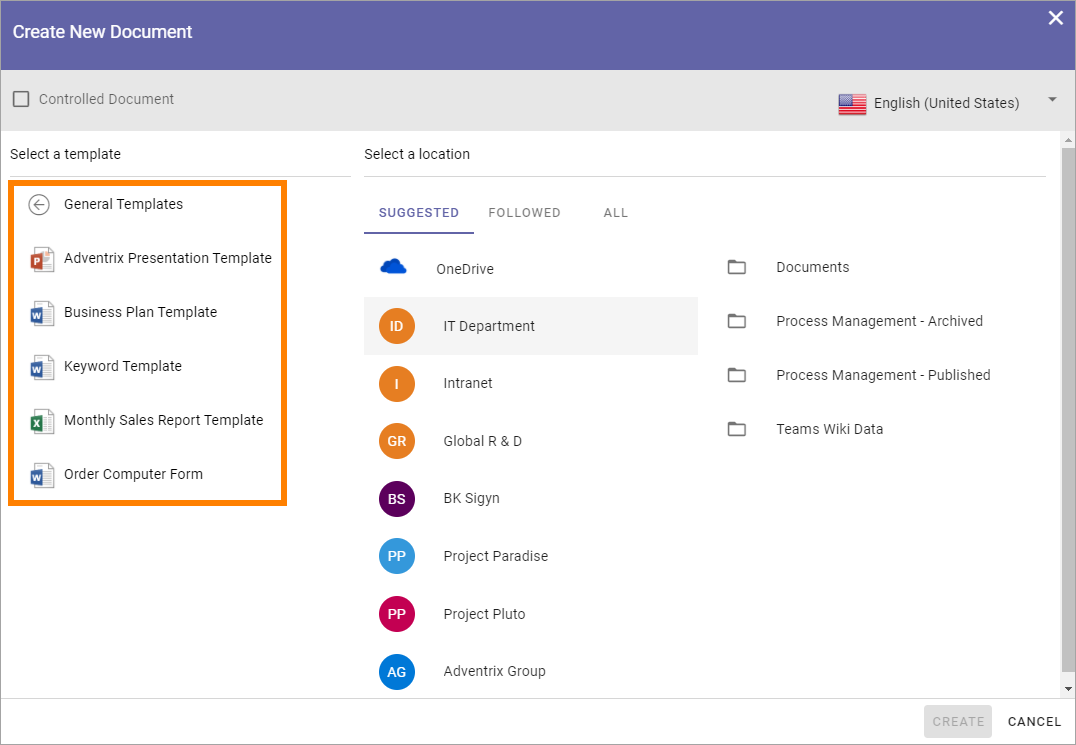 Create New Document
Controlled Document
English (United States)
Select a template
General Templates
Adventrix Presentation Template
Business Plan Template
Keyword Template
Monthly Sales Report Template
Order Computer Form
Select a location
SUGGESTED FOLLOWED ALL
OneDrive
ID IT Department
I Intranet
GR Global R & D
BS BK Sigyn
PP Project Paradise
PP Project Pluto
AG Adventrix Group
Documents
Process Management - Archived
Process Management - Published
Teams Wiki Data
CREATE CANCEL